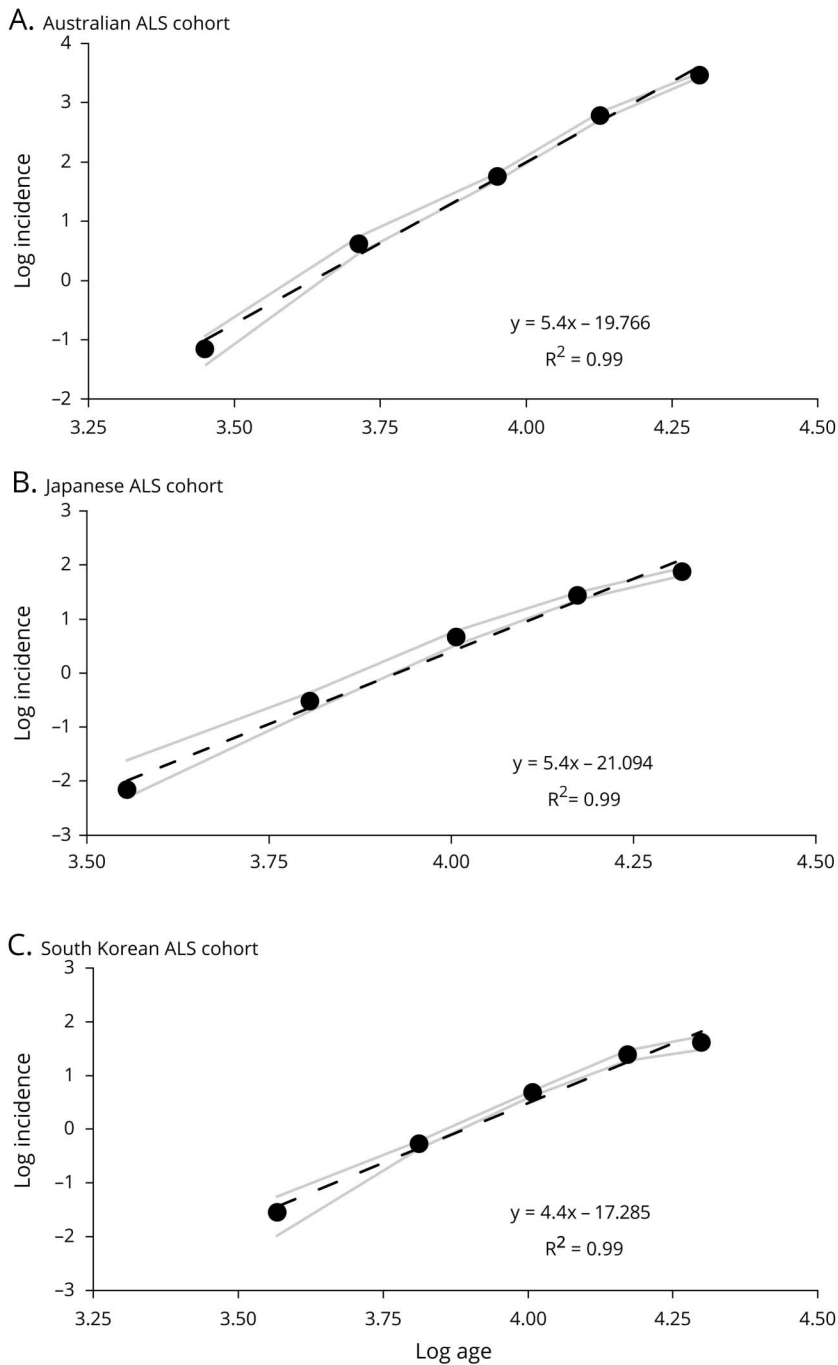 A. Australian ALS cohort
4
3
2
1
0
–1
–2
Log incidence
y = 5.4x – 19.766
R² = 0.99
3.25 3.50 3.75 4.00 4.25 4.50
B. Japanese ALS cohort
3
2
1
0
–1
–2
–3
Log incidence
y = 5.4x – 21.094
R²= 0.99
3.50 3.75 4.00 4.25 4.50
C. South Korean ALS cohort
3
2
1
0
–1
–2
–3
Log incidence
y = 4.4x – 17.285
R² = 0.99
3.25 3.50 3.75 4.00 4.25 4.50
Log age